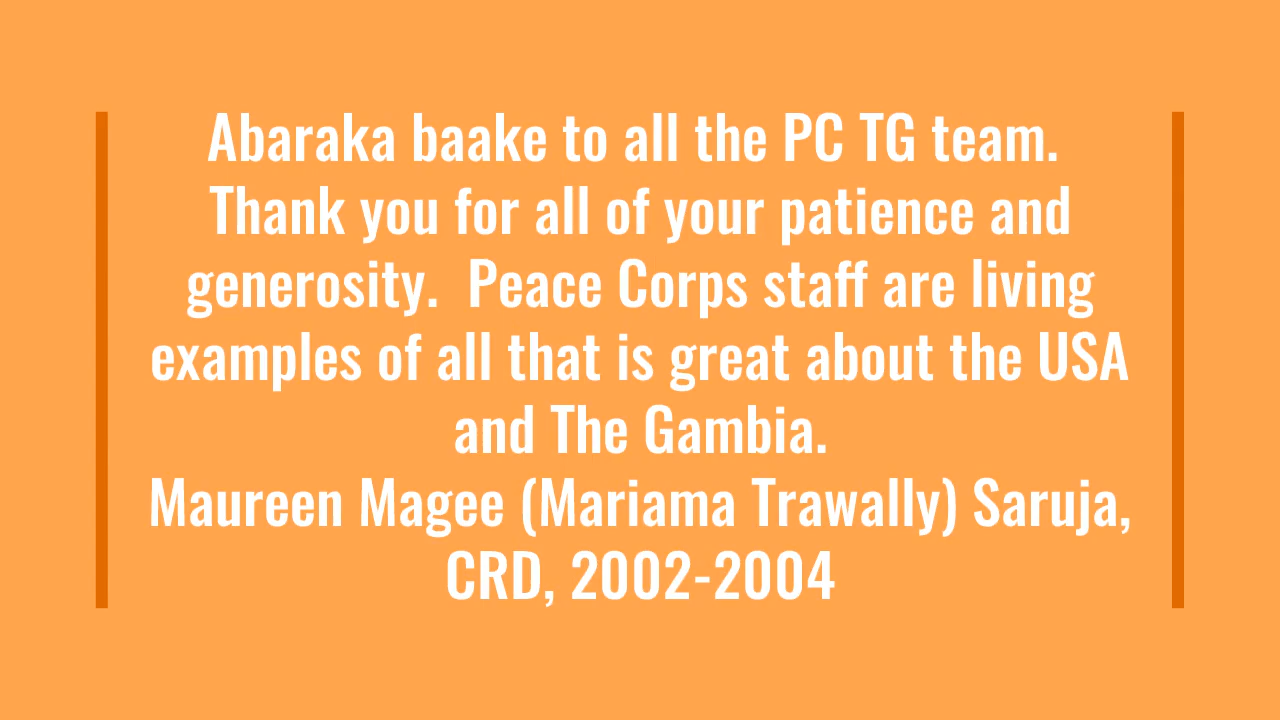 Abaraka baake to all the PC TG team.
Thank you for all of your patience and
generosity.  Peace Corps staff are living
examples of all that is great about the USA
and The Gambia.
Maureen Magee (Mariama Trawally) Saruja,
CRD, 2002-2004